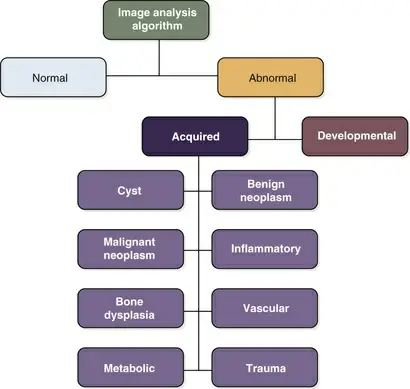 Image analysis
algorithm
Normal
Abnormal
Acquired
Developmental
Cyst
Benign
neoplasm
Malignant
neoplasm
Inflammatory
Bone
dysplasia
Vascular
Metabolic
Trauma